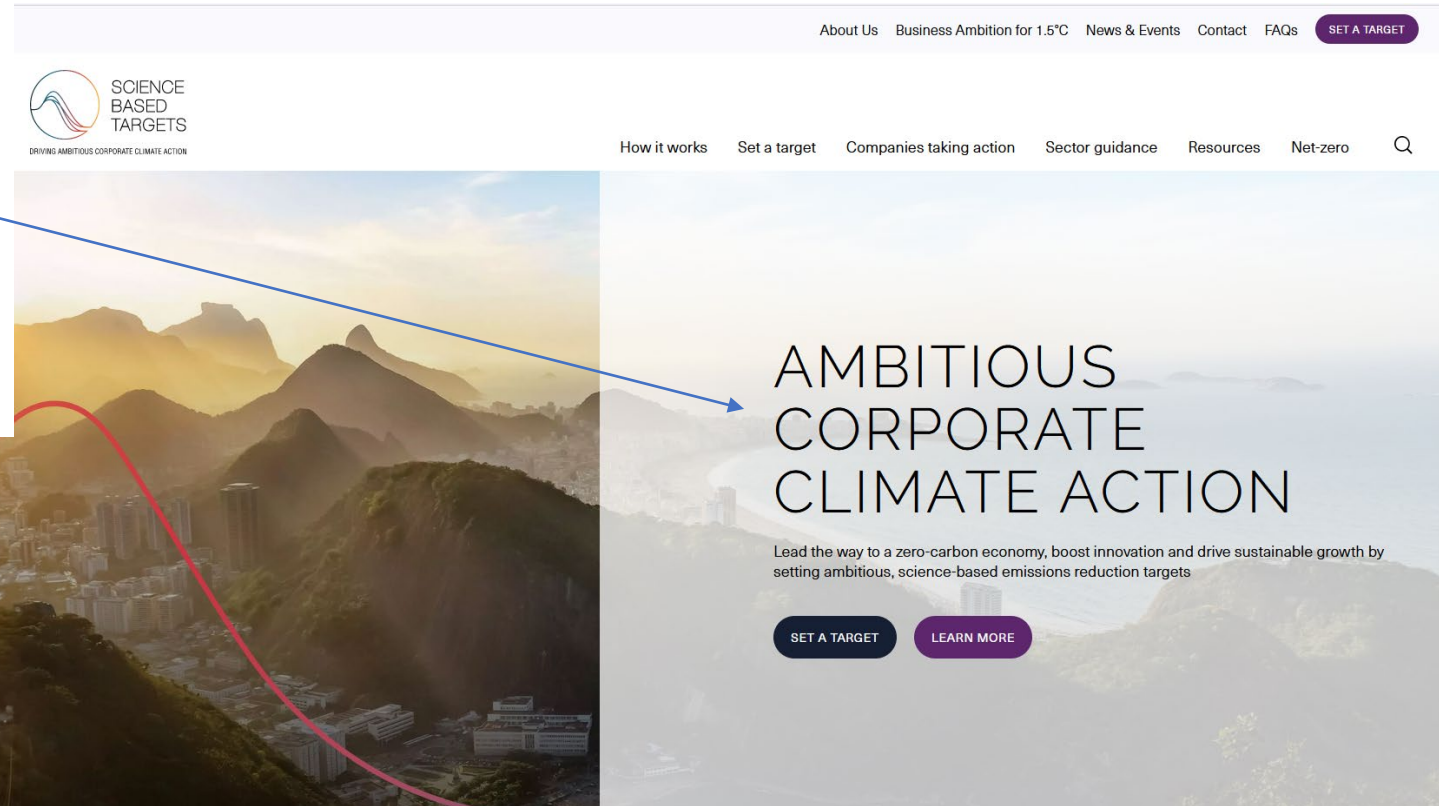 About Us Business Ambition for 1.5°C News & Events Contact FAQs SET A TARGET
SCIENCE
BASED
TARGETS
DRIVING AMBITIOUS CORPORATE CLIMATE ACTION
How it works Set a target Companies taking action Sector guidance Resources Net-zero
AMBITIOUS
CORPORATE
CLIMATE ACTION
Lead the way to a zero-carbon economy, boost innovation and drive sustainable growth by
setting ambitious, science-based emissions reduction targets
SET A TARGET LEARN MORE